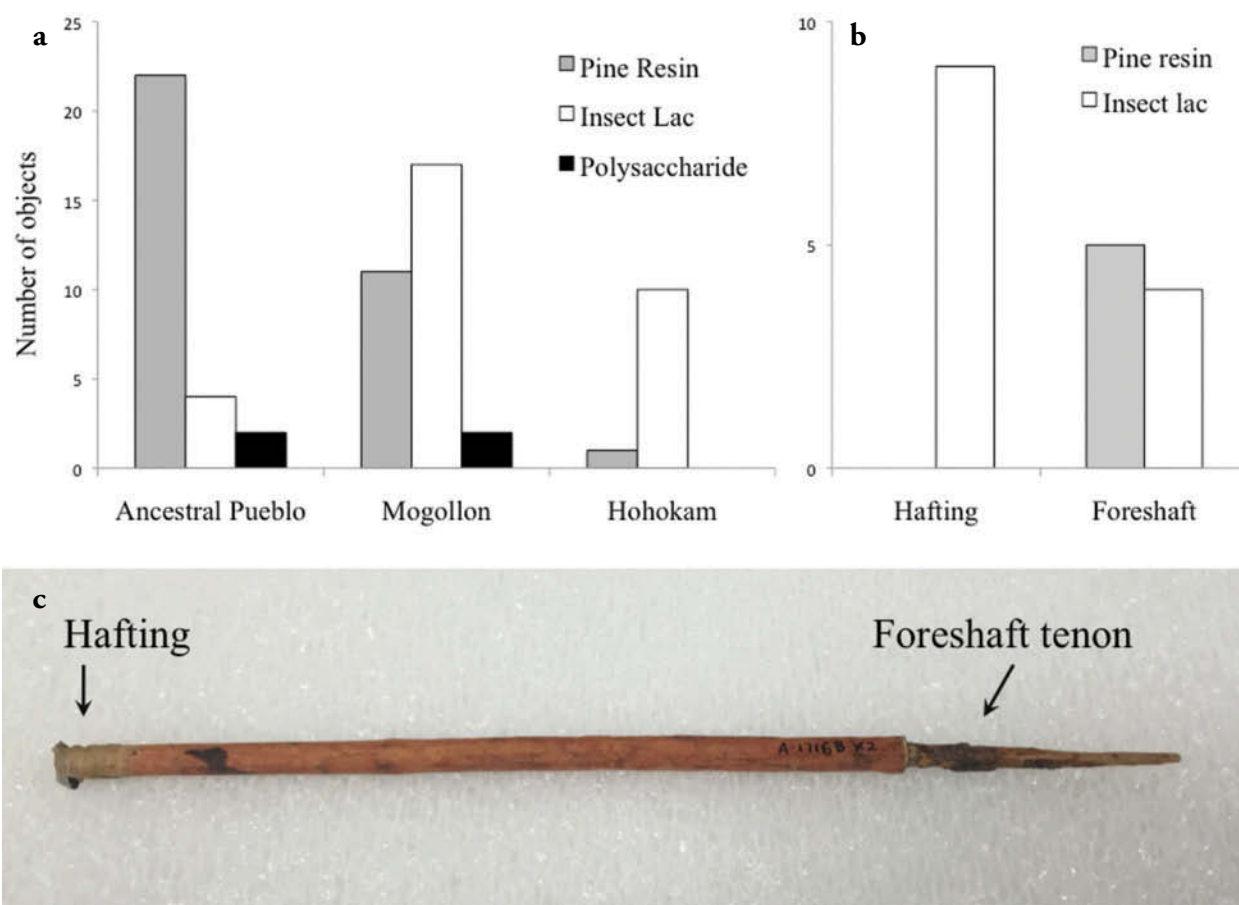 a
25
20
15
10
5
0
Number of objects
Pine Resin
Insect Lac
Polysaccharide
Ancestral Pueblo Mogollon Hohokam
b
10
5
0
Pine resin
Insect lac
Hafting Foreshaft
c
Hafting
Foreshaft tenon